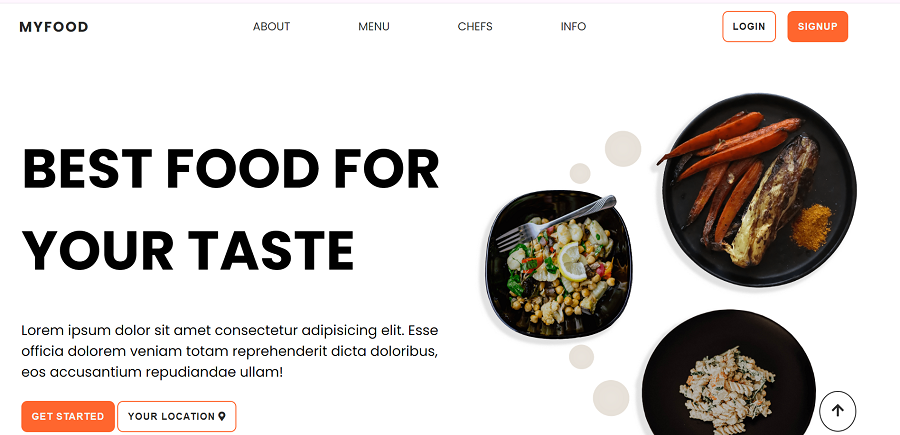 MYFOOD
ABOUT
MENU
CHEFS
INFO
LOGIN
SIGNUP
BEST FOOD FOR
YOUR TASTE
Lorem ipsum dolor sit amet consectetur adipisicing elit. Esse
officia dolorem veniam totam reprehenderit dicta doloribus,
eos accusantium repudiandae ullam!
GET STARTED
YOUR LOCATION